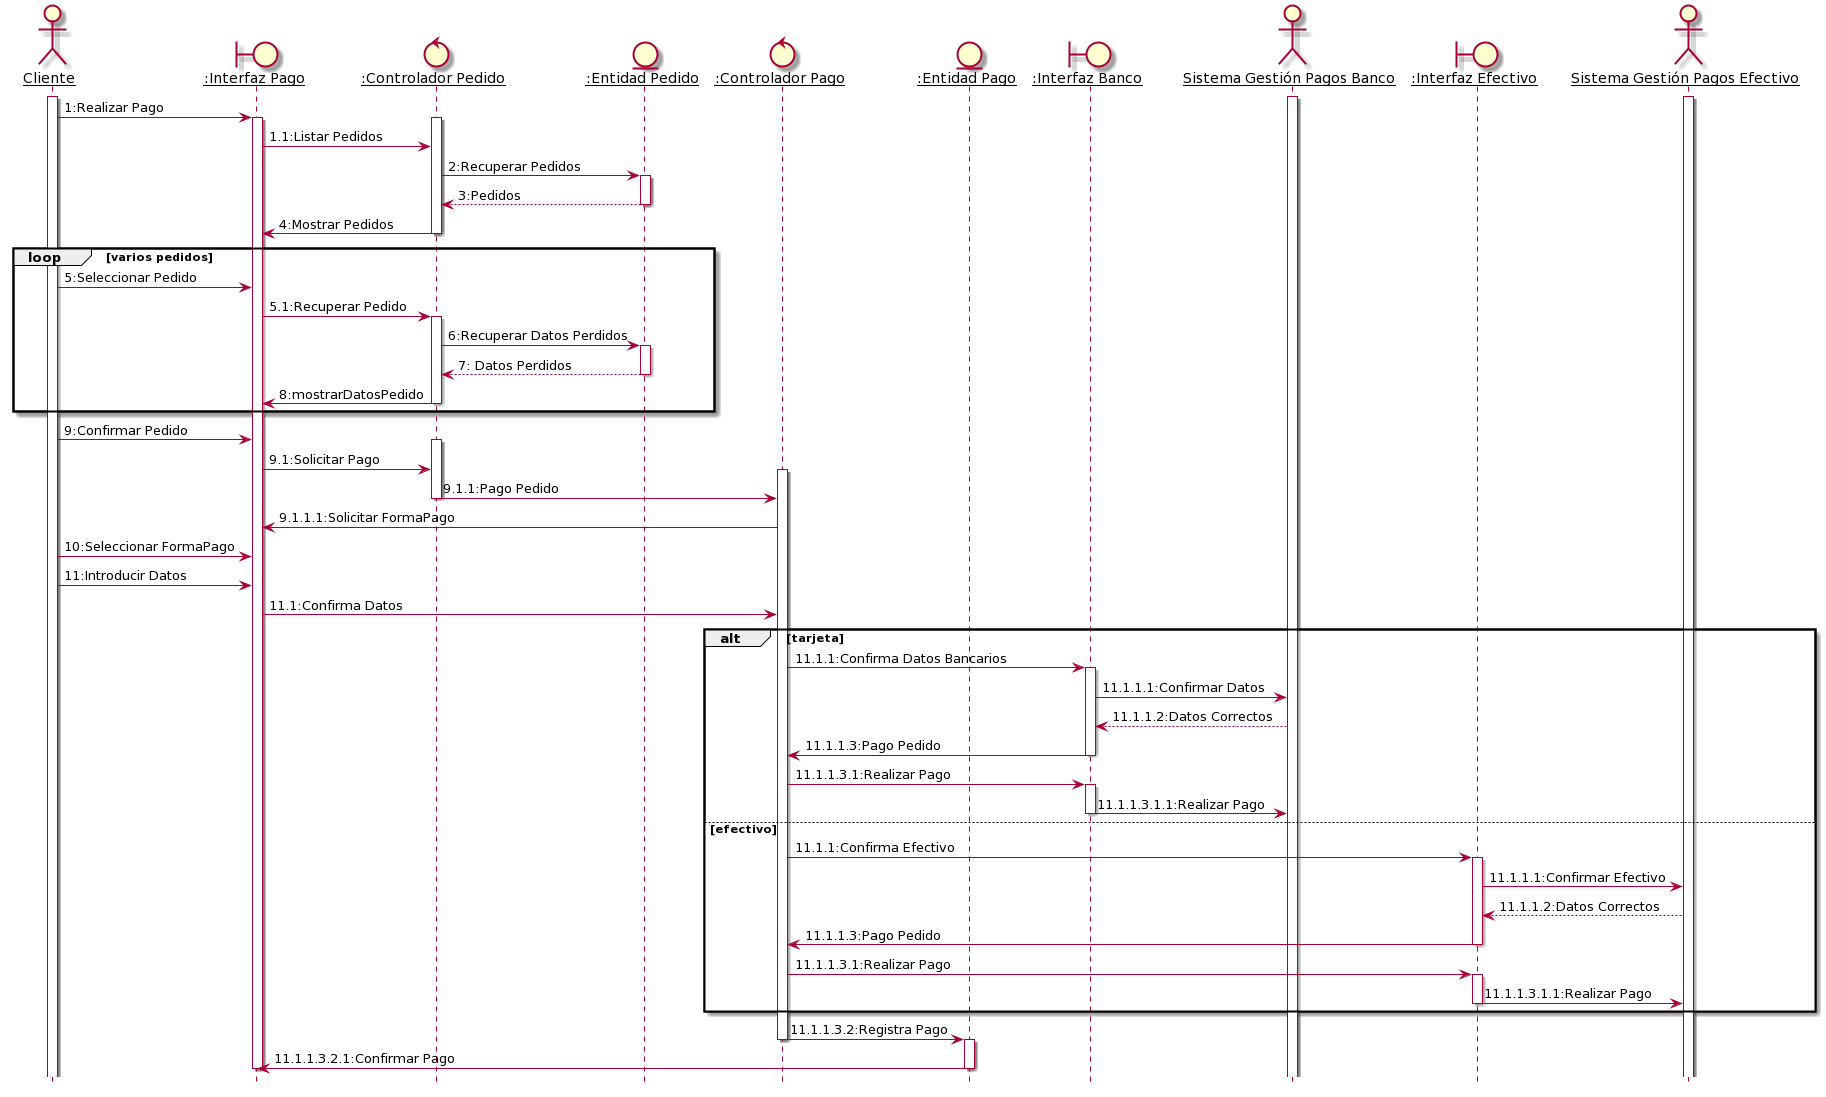 Cliente
:Interfaz Pago
:Controlador Pedido
:Entidad Pedido
:Controlador Pago
:Entidad Pago
:Interfaz Banco
Sistema Gestión Pagos Banco
:Interfaz Efectivo
Sistema Gestión Pagos Efectivo
1:Realizar Pago
1.1:Listar Pedidos
2:Recuperar Pedidos
3:Pedidos
4:Mostrar Pedidos
loop [varios pedidos]
5:Seleccionar Pedido
5.1:Recuperar Pedido
6:Recuperar Datos Perdidos
7: Datos Perdidos
8:mostrarDatosPedido
9:Confirmar Pedido
9.1:Solicitar Pago
9.1.1:Pago Pedido
9.1.1.1:Solicitar FormaPago
10:Seleccionar FormaPago
11:Introducir Datos
11.1:Confirma Datos
alt [tarjeta]
11.1.1:Confirma Datos Bancarios
11.1.1.1:Confirmar Datos
11.1.1.2:Datos Correctos
11.1.1.3:Pago Pedido
11.1.1.3.1:Realizar Pago
11.1.1.3.1.1:Realizar Pago
[efectivo]
11.1.1:Confirma Efectivo
11.1.1.1:Confirmar Efectivo
11.1.1.2:Datos Correctos
11.1.1.3:Pago Pedido
11.1.1.3.1:Realizar Pago
11.1.1.3.1.1:Realizar Pago
11.1.1.3.2:Registra Pago
11.1.1.3.2.1:Confirmar Pago